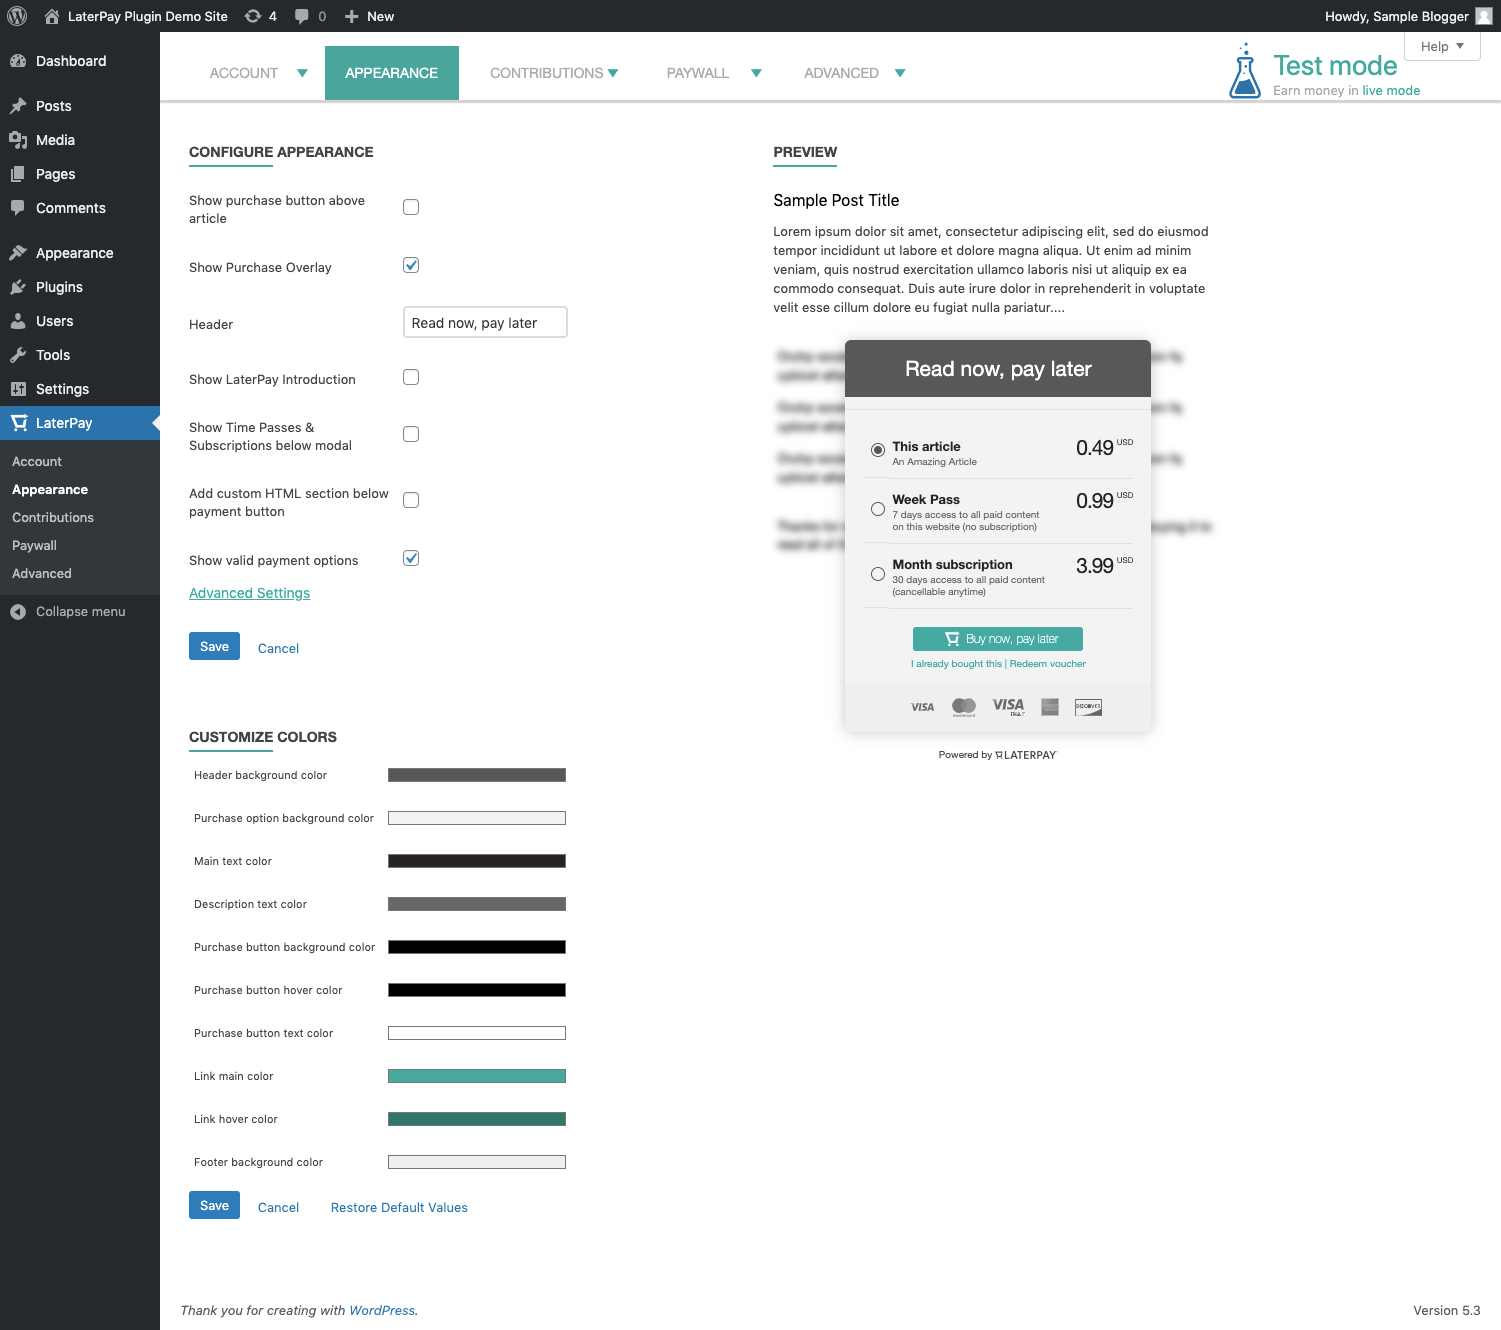 LaterPay Plugin Demo Site 4 0 New
Howdy, Sample Blogger
Dashboard
Posts
Media
Pages
Comments
Appearance
Plugins
Users
Tools
Settings
LaterPay
Account
Appearance
Contributions
Paywall
Advanced
Collapse menu
ACCOUNT APPEARANCE CONTRIBUTIONS PAYWALL ADVANCED
Help
Test mode
Earn money in live mode
CONFIGURE APPEARANCE
Show purchase button above
article
Show Purchase Overlay
Header
Read now, pay later
Show LaterPay Introduction
Show Time Passes &
Subscriptions below modal
Add custom HTML section below
payment button
Show valid payment options
Advanced Settings
Save Cancel
CUSTOMIZE COLORS
Header background color
Purchase option background color
Main text color
Description text color
Purchase button background color
Purchase button hover color
Purchase button text color
Link main color
Link hover color
Footer background color
Save Cancel Restore Default Values
PREVIEW
Sample Post Title
Lorem ipsum dolor sit amet, consectetur adipiscing elit, sed do eiusmod
tempor incididunt ut labore et dolore magna aliqua. Ut enim ad minim
veniam, quis nostrud exercitation ullamco laboris nisi ut aliquip ex ea
commodo consequat. Duis aute irure dolor in reprehenderit in voluptate
velit esse cillum dolore eu fugiat nulla pariatur....
Read now, pay later
This article 0.49 USD
An Amazing Article
Week Pass 0.99 USD
7 days access to all paid content
on this website (no subscription)
Month subscription 3.99 USD
30 days access to all paid content
(cancellable anytime)
Buy now, pay later
I already bought this | Redeem voucher
VISA mastercard VISA DISCOVER
Powered by LATERPAY
Thank you for creating with WordPress.
Version 5.3